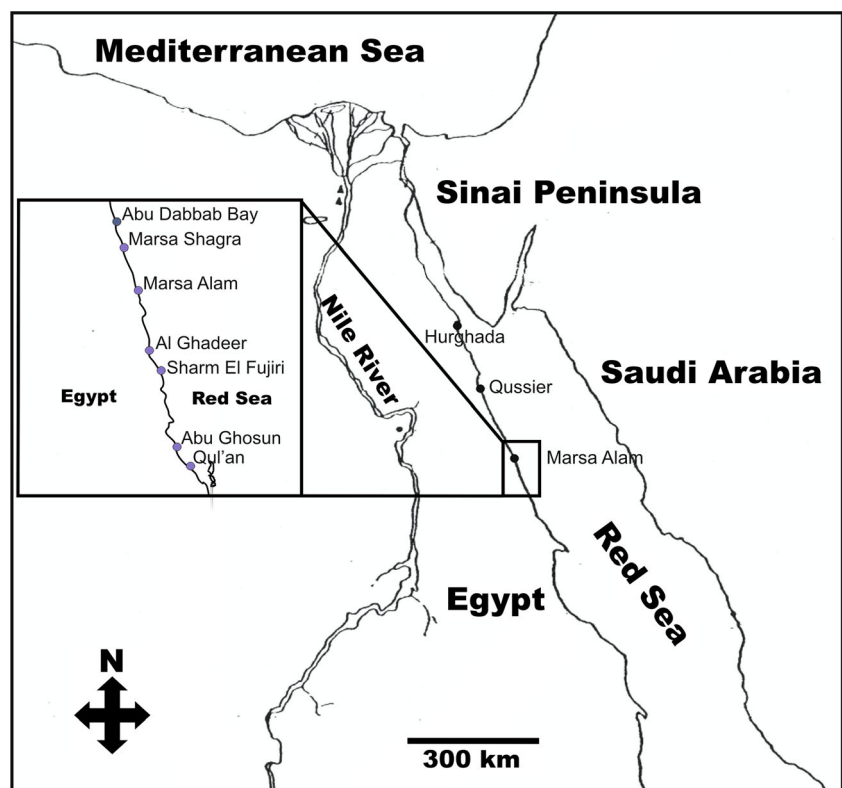 Mediterranean Sea
Sinai Peninsula
Abu Dabbab Bay
Marsa Shagra
Marsa Alam
Al Ghadeer
Sharm El Fujiri
Egypt
Red Sea
Abu Ghosun
Qul'an
Nile River
Hurghada
Qussier
Saudi Arabia
Marsa Alam
Red Sea
Egypt
N
300 km